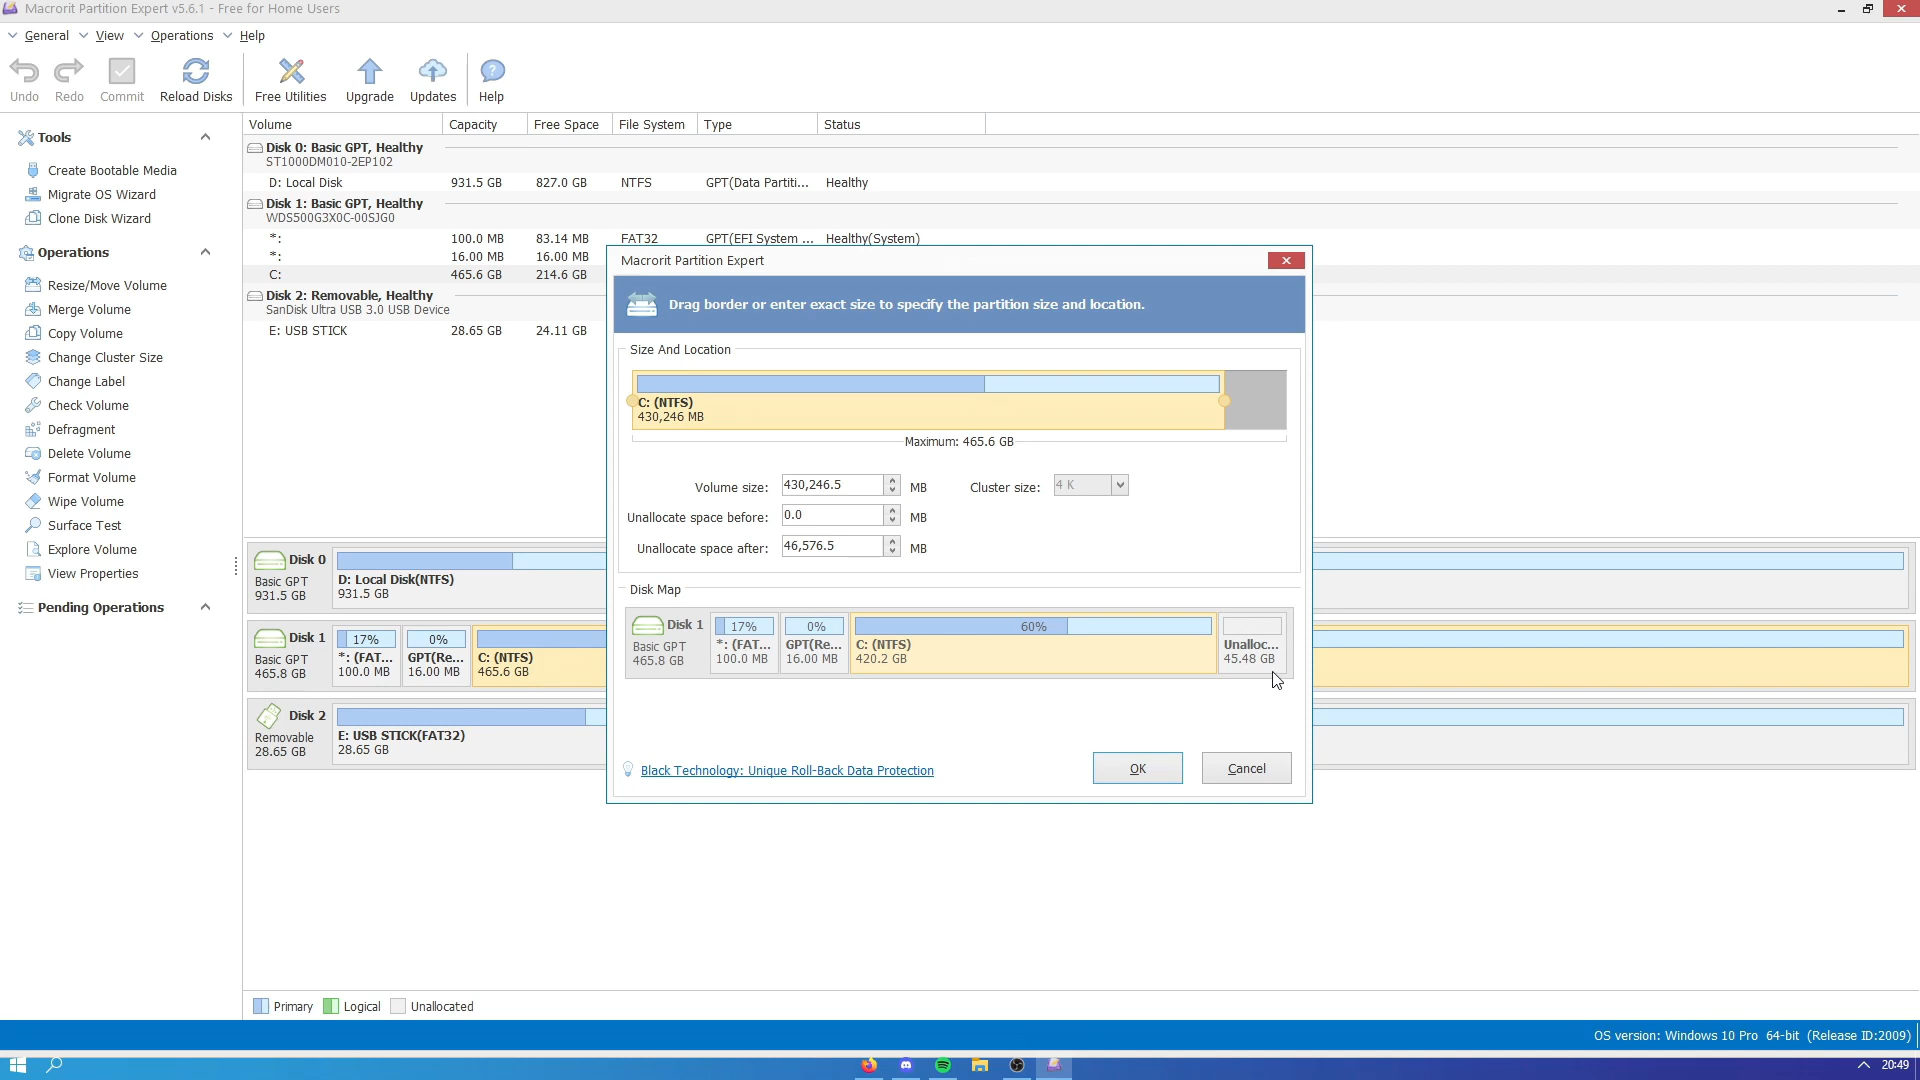 Macrorit Partition Expert v5.6.1 - Free for Home Users
General View Operations Help
Undo Redo Commit Reload Disks Free Utilities Upgrade Updates Help
Tools
Create Bootable Media
Migrate OS Wizard
Clone Disk Wizard
Operations
Resize/Move Volume
Merge Volume
Copy Volume
Change Cluster Size
Change Label
Check Volume
Defragment
Delete Volume
Format Volume
Wipe Volume
Surface Test
Explore Volume
View Properties
Pending Operations
Volume Capacity Free Space File System Type Status
Disk 0: Basic GPT, Healthy
ST1000DM010-2EP102
D: Local Disk 931.5 GB 827.0 GB NTFS GPT(Data Partiti... Healthy
Disk 1: Basic GPT, Healthy
WDS500G3X0C-00SJG0
*: 100.0 MB 83.14 MB FAT32 GPT(EFI System ... Healthy(System)
*: 16.00 MB 16.00 MB
C: 465.6 GB 214.6 GB
Disk 2: Removable, Healthy
SanDisk Ultra USB 3.0 USB Device
E: USB STICK 28.65 GB 24.11 GB
Macrorit Partition Expert
Drag border or enter exact size to specify the partition size and location.
Size And Location
C: (NTFS)
430,246 MB
Maximum: 465.6 GB
Volume size: 430,246.5 MB Cluster size: 4 K
Unallocate space before: 0.0 MB
Unallocate space after: 46,576.5 MB
Disk Map
Disk 1
Basic GPT
465.8 GB
17%
*: (FAT...
100.0 MB
0%
GPT(Re...
16.00 MB
60%
C: (NTFS)
420.2 GB
Unalloc...
45.48 GB
Black Technology: Unique Roll-Back Data Protection
OK Cancel
Disk 0
Basic GPT
931.5 GB
D: Local Disk(NTFS)
931.5 GB
Disk 1
Basic GPT
465.8 GB
17%
*: (FAT...
100.0 MB
0%
GPT(Re...
16.00 MB
C: (NTFS)
465.6 GB
Disk 2
Removable
28.65 GB
E: USB STICK(FAT32)
28.65 GB
Primary Logical Unallocated
OS version: Windows 10 Pro 64-bit (Release ID:2009)
20:49